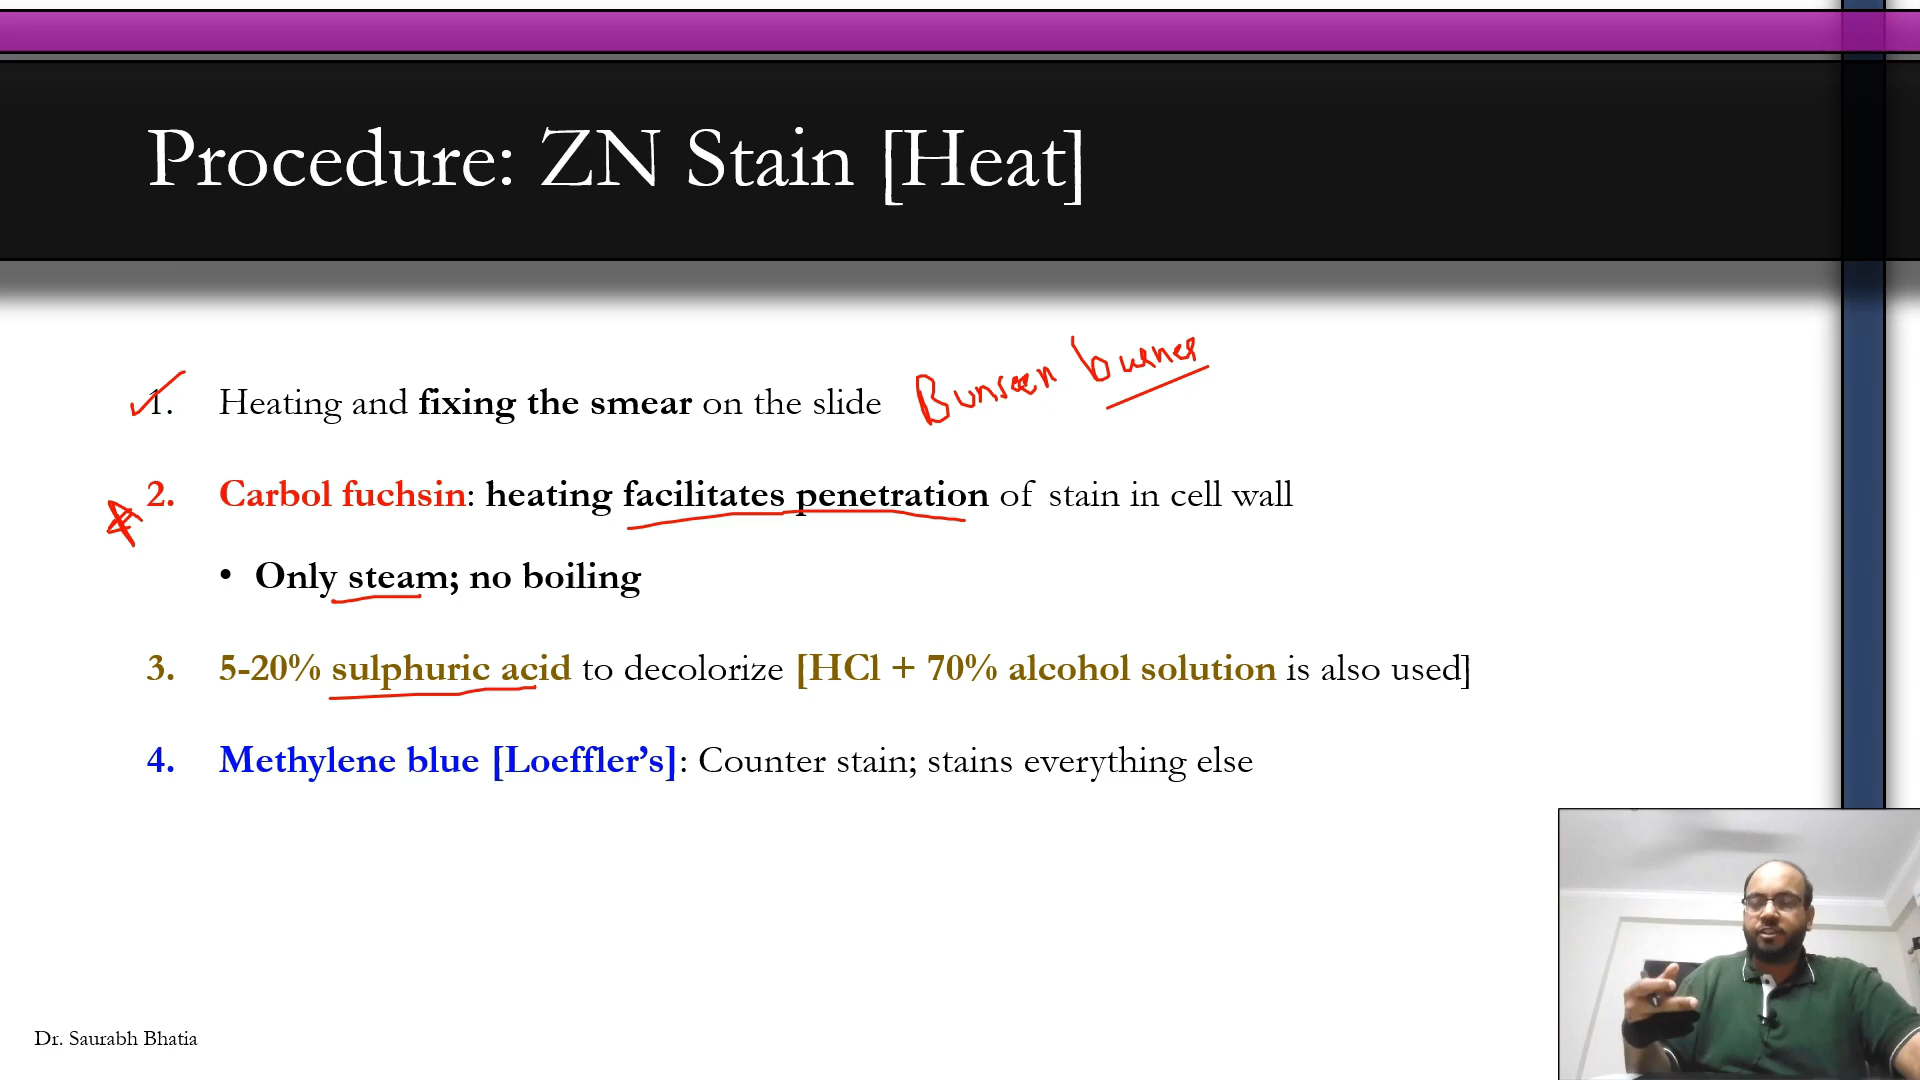 Procedure: ZN Stain [Heat]
1. Heating and fixing the smear on the slide Bunseen burner
2. Carbol fuchsin: heating facilitates penetration of stain in cell wall
• Only steam; no boiling
3. 5-20% sulphuric acid to decolorize [HCl + 70% alcohol solution is also used]
4. Methylene blue [Loeffler’s]: Counter stain; stains everything else
Dr. Saurabh Bhatia